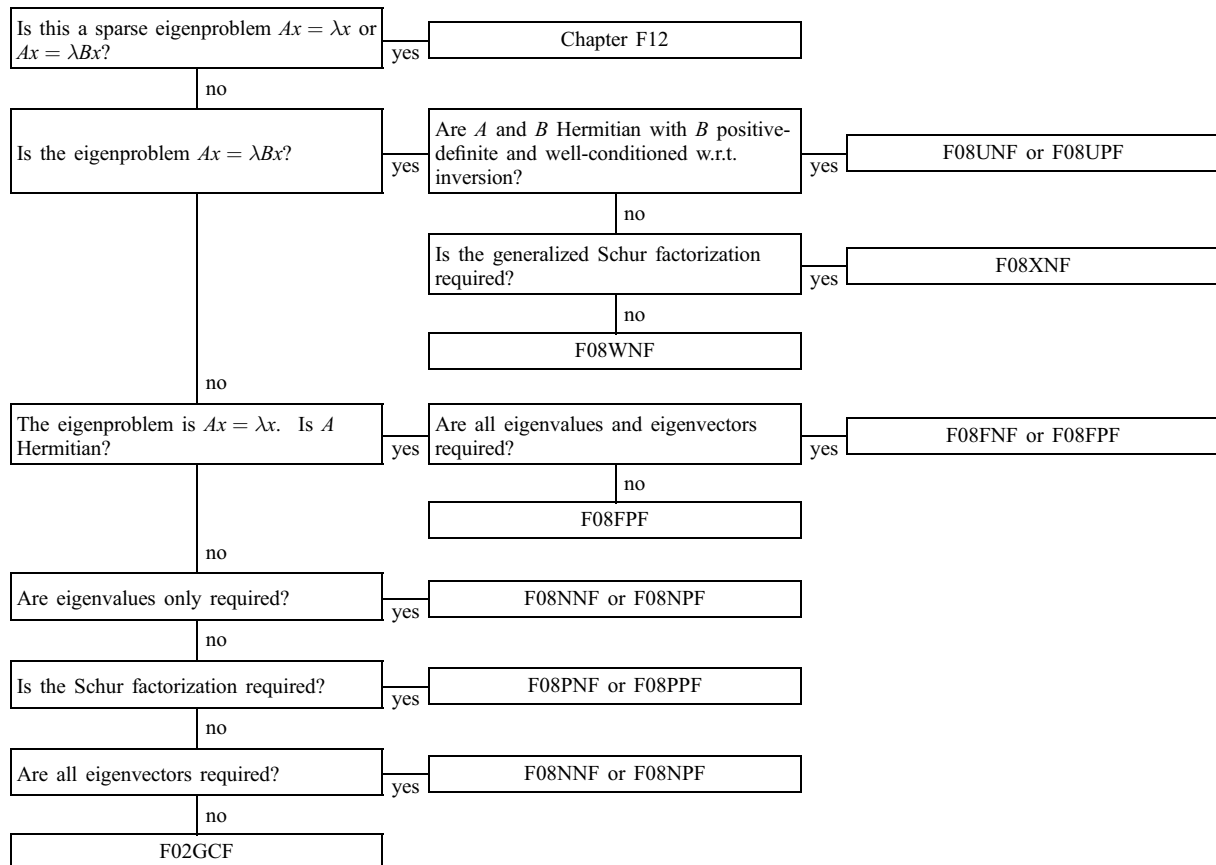 Is this a sparse eigenproblem Ax = λx or
Ax = λBx?
yes
Chapter F12
no
Is the eigenproblem Ax = λBx?
yes
Are A and B Hermitian with B positive-
definite and well-conditioned w.r.t.
inversion?
yes
F08UNF or F08UPF
no
Is the generalized Schur factorization
required?
yes
F08XNF
no
F08WNF
no
The eigenproblem is Ax = λx. Is A
Hermitian?
yes
Are all eigenvalues and eigenvectors
required?
yes
F08FNF or F08FPF
no
F08FPF
no
Are eigenvalues only required?
yes
F08NNF or F08NPF
no
Is the Schur factorization required?
yes
F08PNF or F08PPF
no
Are all eigenvectors required?
yes
F08NNF or F08NPF
no
F02GCF